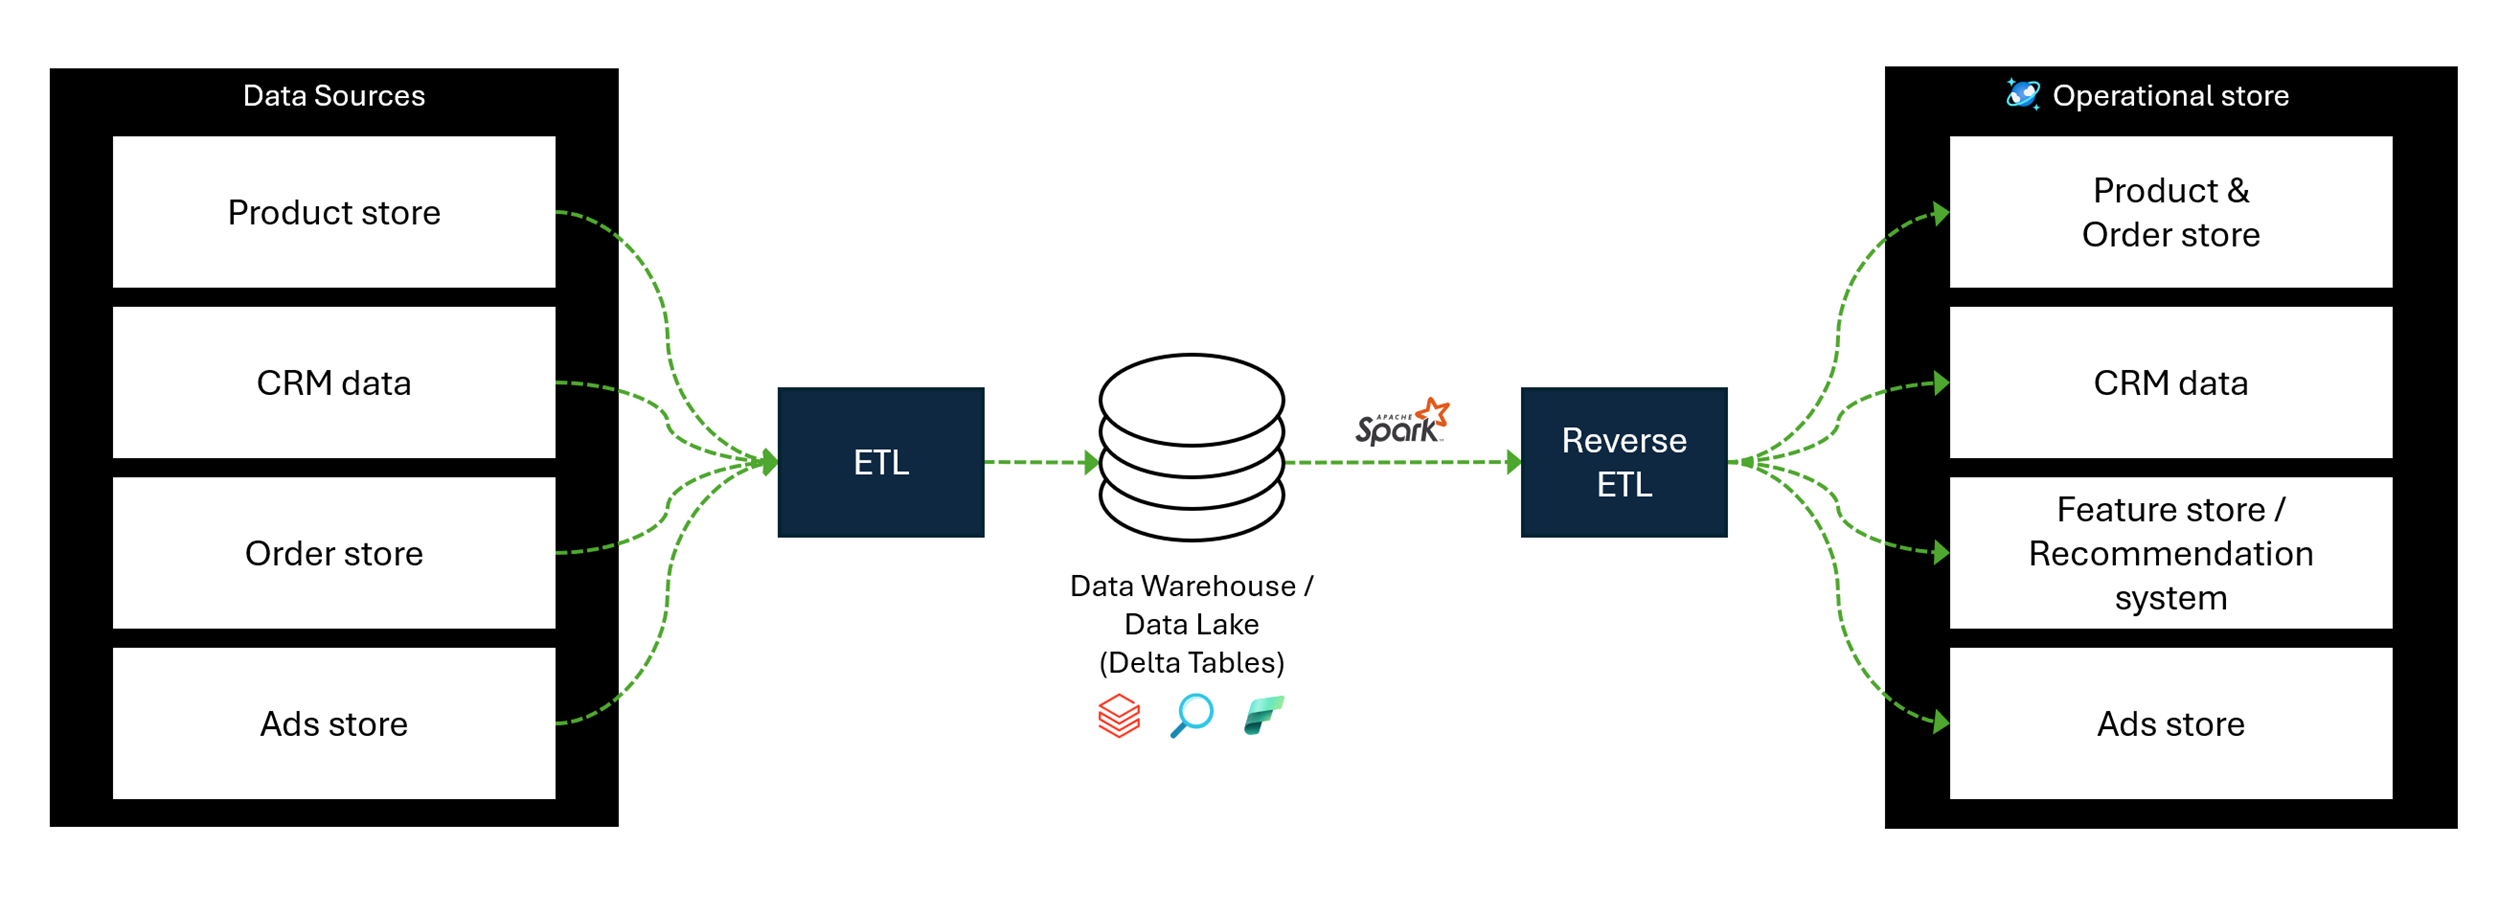 Data Sources
Product store
CRM data
Order store
Ads store
ETL
Data Warehouse /
Data Lake
(Delta Tables)
APACHE
Spark
Reverse
ETL
Operational store
Product &
Order store
CRM data
Feature store /
Recommendation
system
Ads store